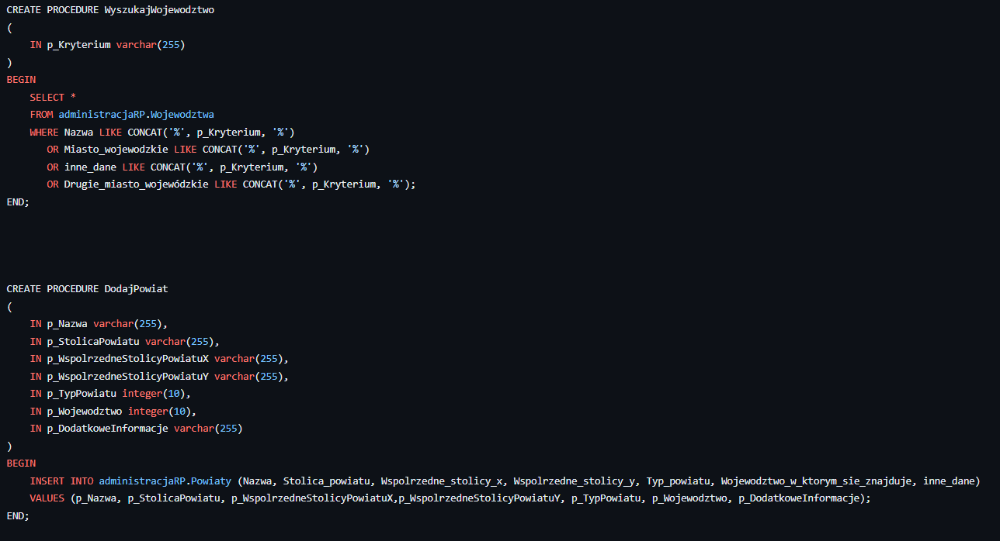 CREATE PROCEDURE WyszukajWojewodztwo
(
    IN p_Kryterium varchar(255)
)
BEGIN
    SELECT *
    FROM administracjaRP.Wojewodztwa
    WHERE Nazwa LIKE CONCAT('%', p_Kryterium, '%')
       OR Miasto_wojewodzkie LIKE CONCAT('%', p_Kryterium, '%')
       OR inne_dane LIKE CONCAT('%', p_Kryterium, '%')
       OR Drugie_miasto_wojewódzkie LIKE CONCAT('%', p_Kryterium, '%');
END;
CREATE PROCEDURE DodajPowiat
(
    IN p_Nazwa varchar(255),
    IN p_StolicaPowiatu varchar(255),
    IN p_WspolrzedneStolicyPowiatuX varchar(255),
    IN p_WspolrzedneStolicyPowiatuY varchar(255),
    IN p_TypPowiatu integer(10),
    IN p_Wojewodztwo integer(10),
    IN p_DodatkoweInformacje varchar(255)
)
BEGIN
    INSERT INTO administracjaRP.Powiaty (Nazwa, Stolica_powiatu, Wspolrzedne_stolicy_x, Wspolrzedne_stolicy_y, Typ_powiatu, Wojewodztwo_w_ktorym_sie_znajduje, inne_dane)
    VALUES (p_Nazwa, p_StolicaPowiatu, p_WspolrzedneStolicyPowiatuX,p_WspolrzedneStolicyPowiatuY, p_TypPowiatu, p_Wojewodztwo, p_DodatkoweInformacje);
END;